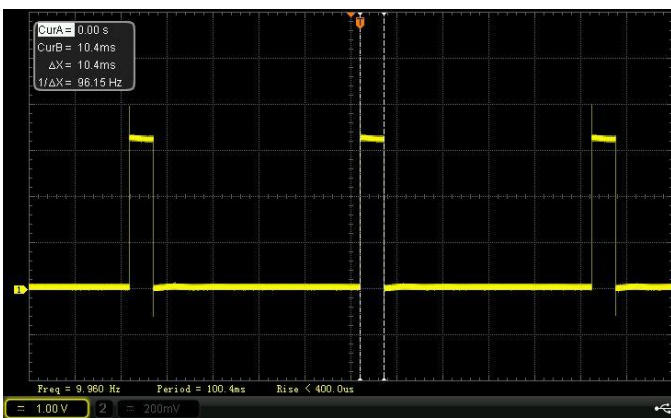 T
CurA = 0.00 s
CurB = 10.4ms
ΔX = 10.4ms
1/ΔX = 96.15 Hz
1
Freq = 9.960 Hz Period = 100.4ms Rise < 400.0us
= 1.00 V 2 = 200mV